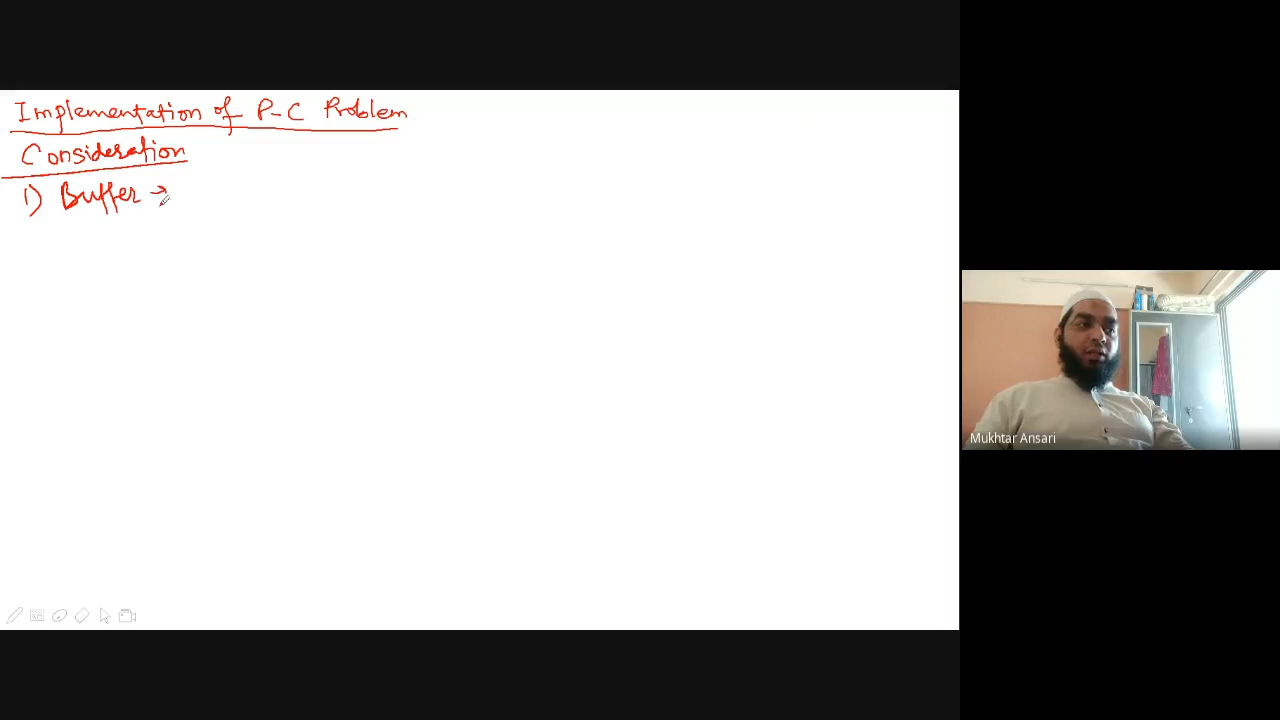 Implementation of P-C Problem
Consideration
1) Buffer →
Mukhtar Ansari